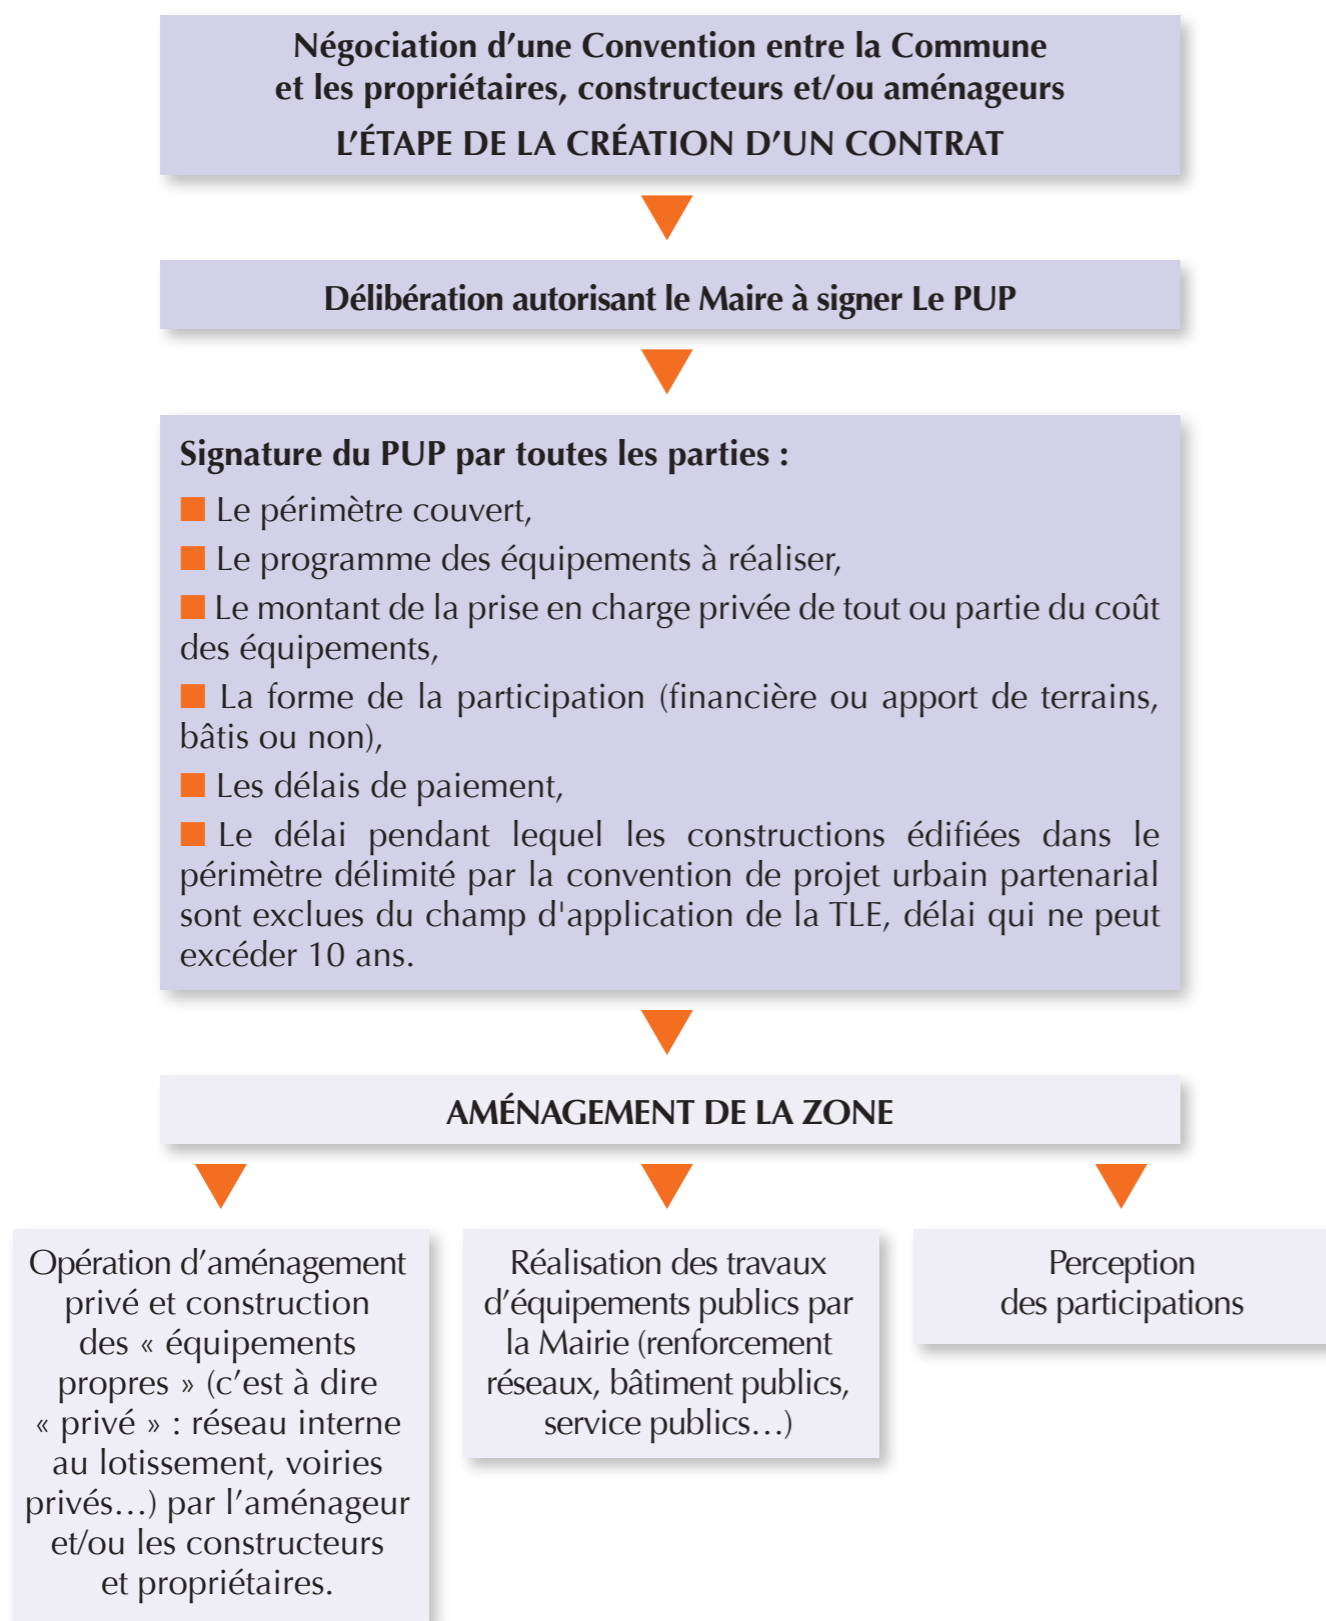 Négociation d’une Convention entre la Commune
et les propriétaires, constructeurs et/ou aménageurs
L’ÉTAPE DE LA CRÉATION D’UN CONTRAT
Délibération autorisant le Maire à signer Le PUP
Signature du PUP par toutes les parties :
■ Le périmètre couvert,
■ Le programme des équipements à réaliser,
■ Le montant de la prise en charge privée de tout ou partie du coût
des équipements,
■ La forme de la participation (financière ou apport de terrains,
bâtis ou non),
■ Les délais de paiement,
■ Le délai pendant lequel les constructions édifiées dans le
périmètre délimité par la convention de projet urbain partenarial
sont exclues du champ d'application de la TLE, délai qui ne peut
excéder 10 ans.
AMÉNAGEMENT DE LA ZONE
Opération d’aménagement
privé et construction
des « équipements
propres » (c’est à dire
« privé » : réseau interne
au lotissement, voiries
privés…) par l’aménageur
et/ou les constructeurs
et propriétaires.
Réalisation des travaux
d’équipements publics par
la Mairie (renforcement
réseaux, bâtiment publics,
service publics…)
Perception
des participations